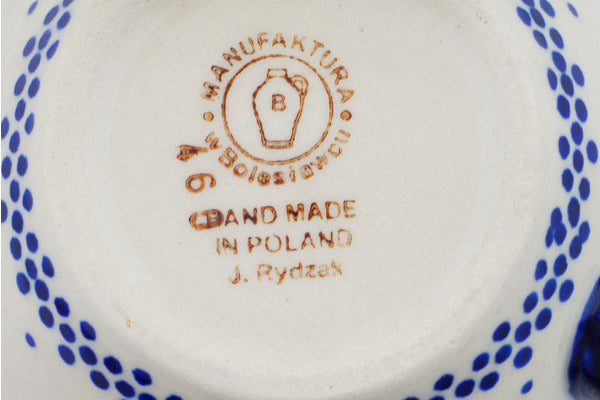 MANUFAKTURA
B
w Bolesławcu
HAND MADE
IN POLAND
J. Rydzak